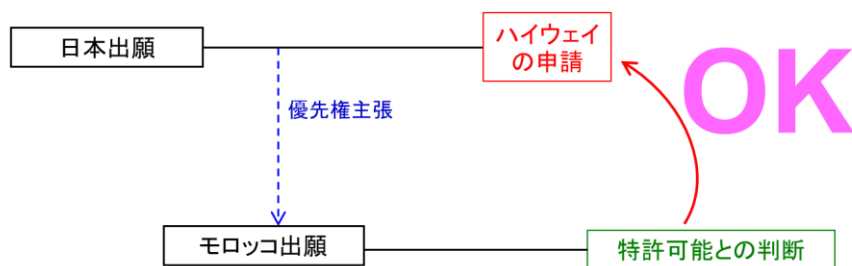 日本出願
ハイウェイ
の申請
OK
優先権主張
モロッコ出願
特許可能との判断